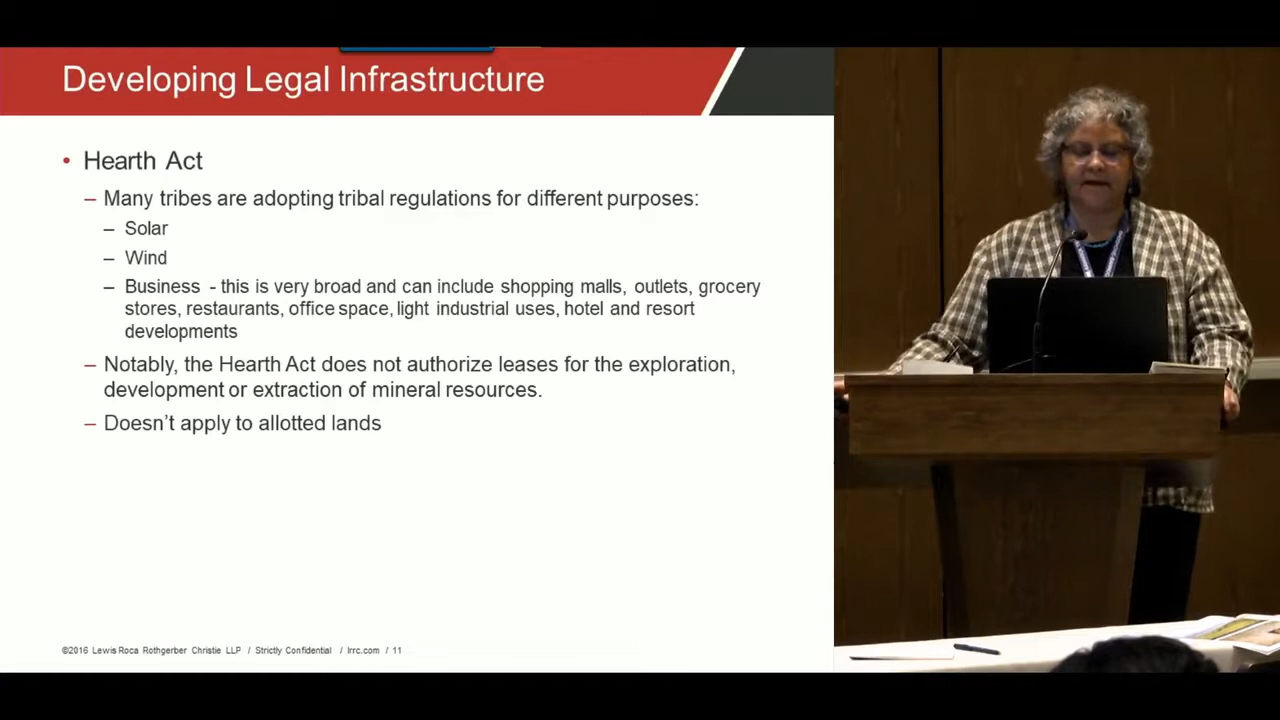 Developing Legal Infrastructure
• Hearth Act
– Many tribes are adopting tribal regulations for different purposes:
– Solar
– Wind
– Business - this is very broad and can include shopping malls, outlets, grocery
stores, restaurants, office space, light industrial uses, hotel and resort
developments
– Notably, the Hearth Act does not authorize leases for the exploration,
development or extraction of mineral resources.
– Doesn't apply to allotted lands
©2016 Lewis Roca Rothgerber Christie LLP / Strictly Confidential / lrrc.com / 11